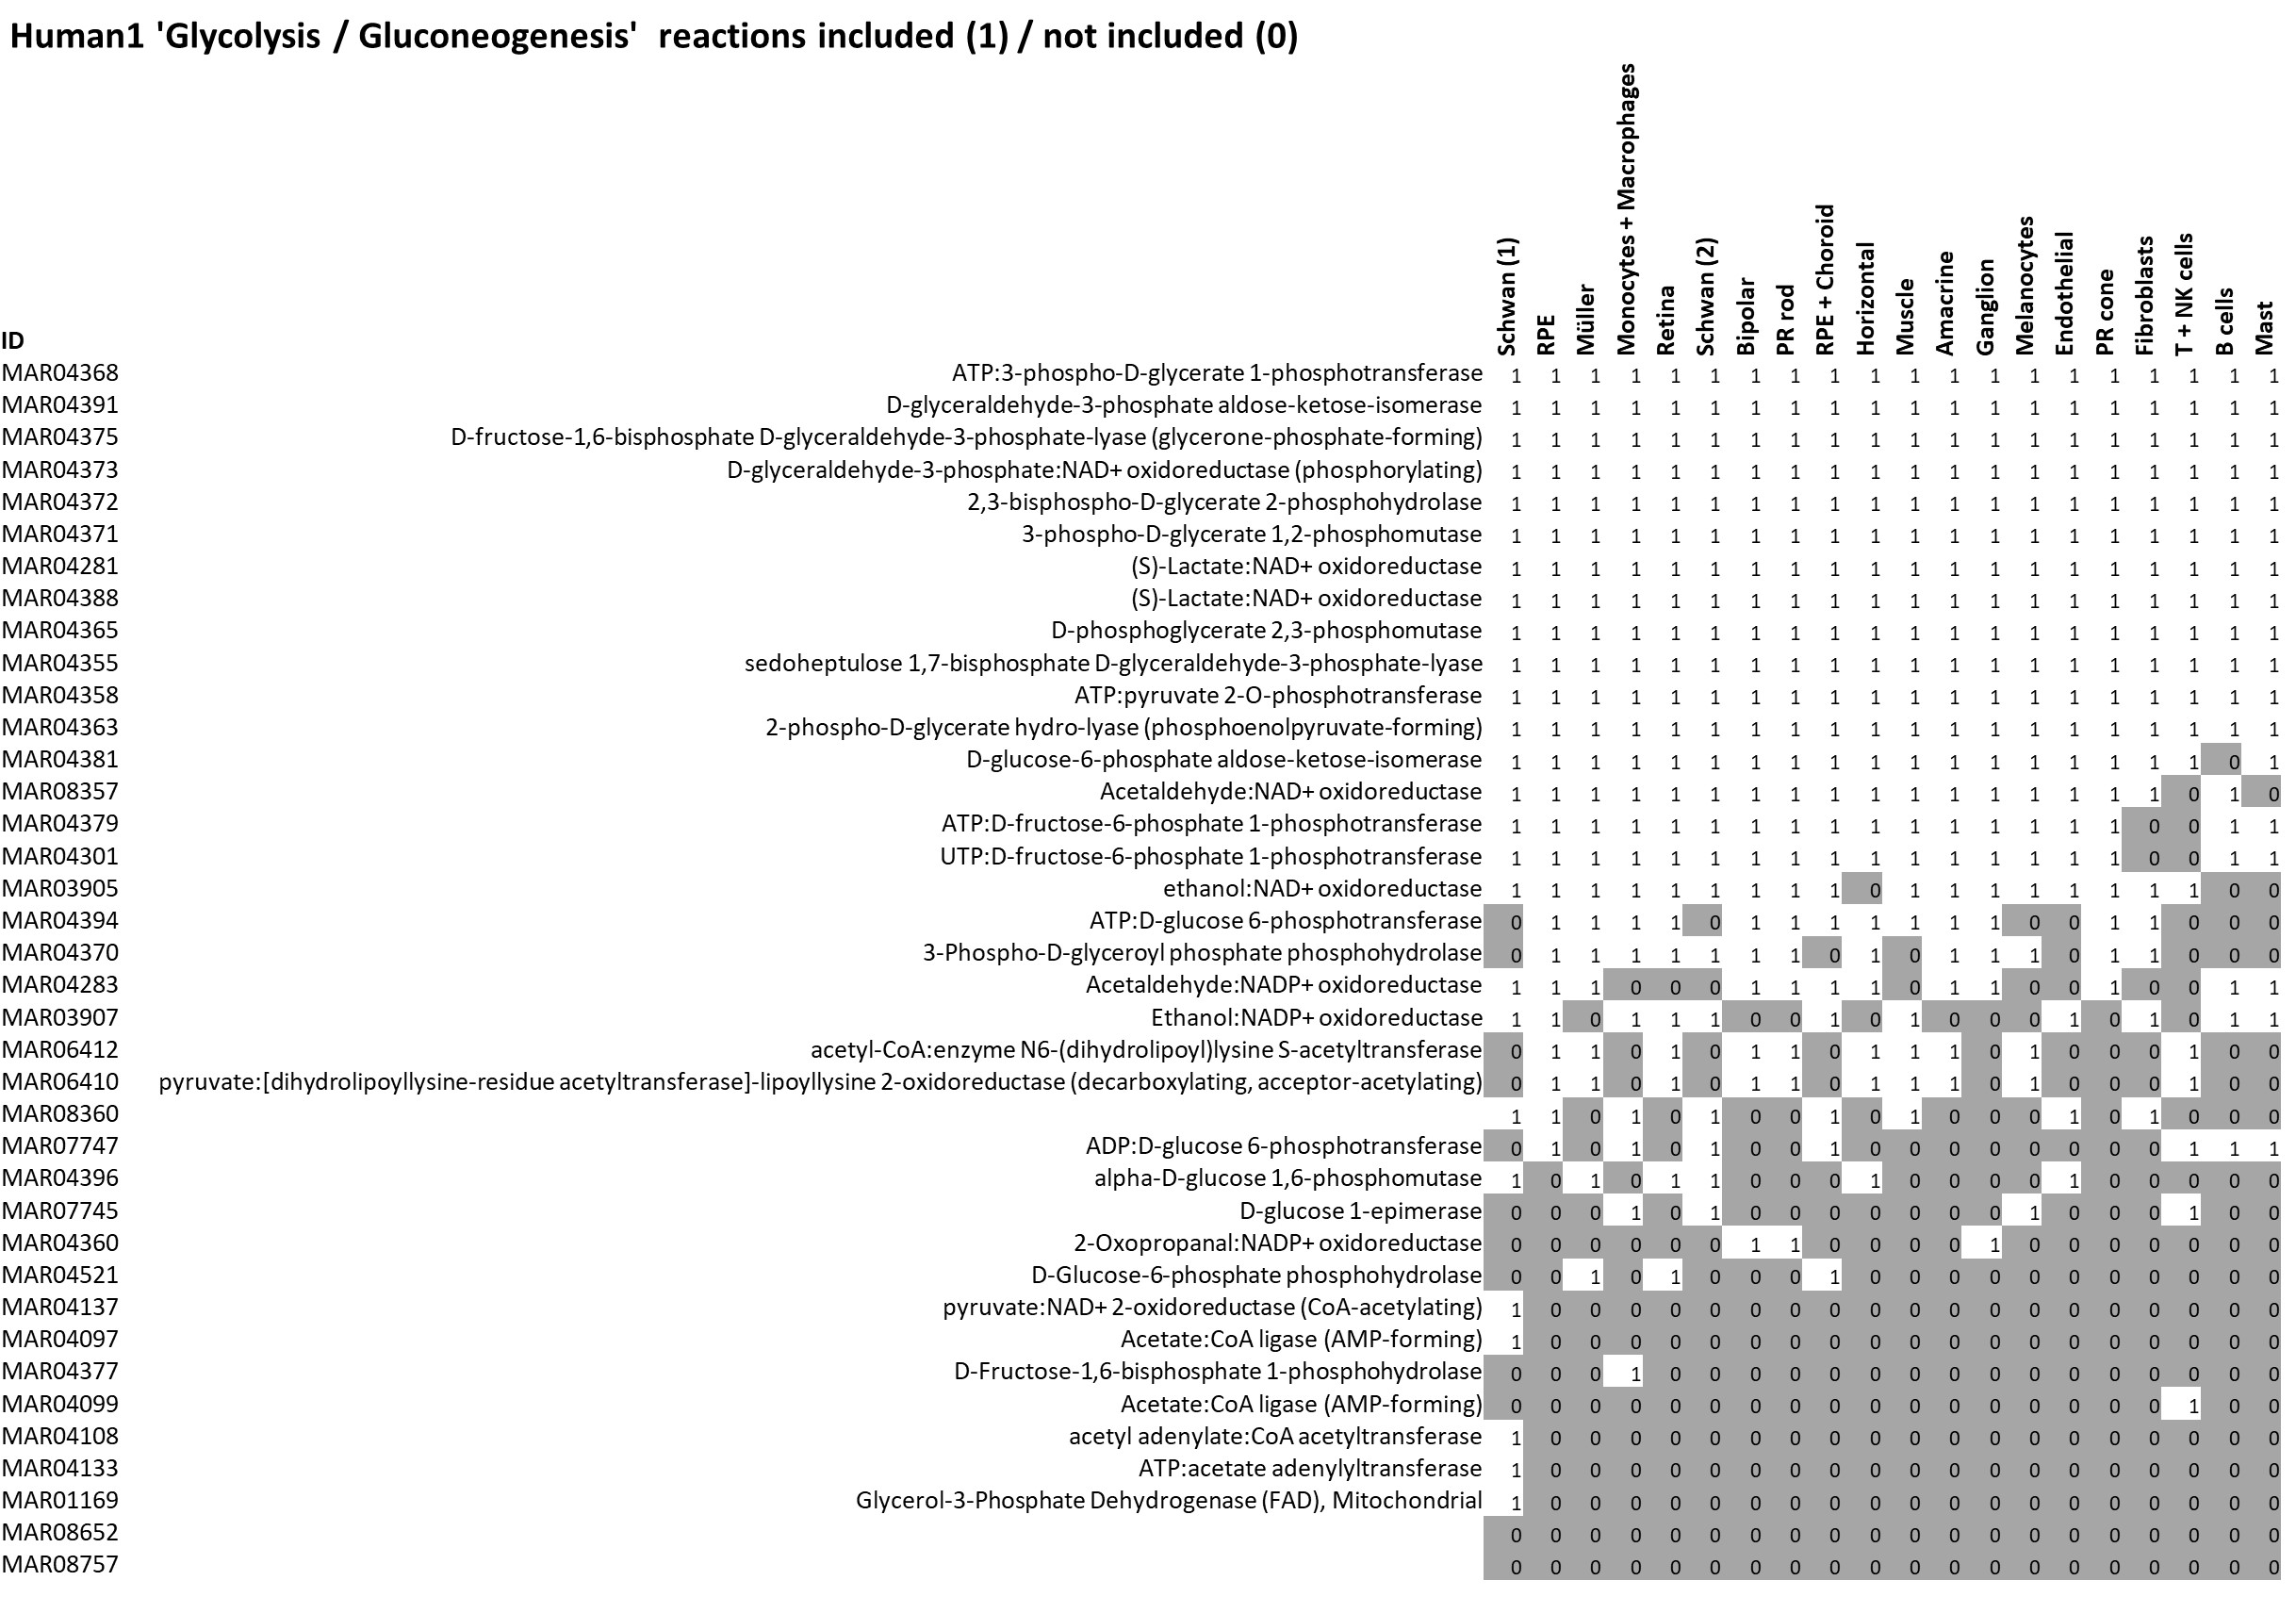 Human1 'Glycolysis / Gluconeogenesis' reactions included (1) / not included (0)
ID Schwan (1) RPE Müller Monocytes + Macrophages Retina Schwan (2) Bipolar PR rod RPE + Choroid Horizontal Muscle Amacrine Ganglion Melanocytes Endothelial PR cone Fibroblasts T + NK cells B cells Mast
MAR04368 ATP:3-phospho-D-glycerate 1-phosphotransferase 1 1 1 1 1 1 1 1 1 1 1 1 1 1 1 1 1 1 1 1
MAR04391 D-glyceraldehyde-3-phosphate aldose-ketose-isomerase 1 1 1 1 1 1 1 1 1 1 1 1 1 1 1 1 1 1 1 1
MAR04375 D-fructose-1,6-bisphosphate D-glyceraldehyde-3-phosphate-lyase (glycerone-phosphate-forming) 1 1 1 1 1 1 1 1 1 1 1 1 1 1 1 1 1 1 1 1
MAR04373 D-glyceraldehyde-3-phosphate:NAD+ oxidoreductase (phosphorylating) 1 1 1 1 1 1 1 1 1 1 1 1 1 1 1 1 1 1 1 1
MAR04372 2,3-bisphospho-D-glycerate 2-phosphohydrolase 1 1 1 1 1 1 1 1 1 1 1 1 1 1 1 1 1 1 1 1
MAR04371 3-phospho-D-glycerate 1,2-phosphomutase 1 1 1 1 1 1 1 1 1 1 1 1 1 1 1 1 1 1 1 1
MAR04281 (S)-Lactate:NAD+ oxidoreductase 1 1 1 1 1 1 1 1 1 1 1 1 1 1 1 1 1 1 1 1
MAR04388 (S)-Lactate:NAD+ oxidoreductase 1 1 1 1 1 1 1 1 1 1 1 1 1 1 1 1 1 1 1 1
MAR04365 D-phosphoglycerate 2,3-phosphomutase 1 1 1 1 1 1 1 1 1 1 1 1 1 1 1 1 1 1 1 1
MAR04355 sedoheptulose 1,7-bisphosphate D-glyceraldehyde-3-phosphate-lyase 1 1 1 1 1 1 1 1 1 1 1 1 1 1 1 1 1 1 1 1
MAR04358 ATP:pyruvate 2-O-phosphotransferase 1 1 1 1 1 1 1 1 1 1 1 1 1 1 1 1 1 1 1 1
MAR04363 2-phospho-D-glycerate hydro-lyase (phosphoenolpyruvate-forming) 1 1 1 1 1 1 1 1 1 1 1 1 1 1 1 1 1 1 1 1
MAR04381 D-glucose-6-phosphate aldose-ketose-isomerase 1 1 1 1 1 1 1 1 1 1 1 1 1 1 1 1 1 1 0 1
MAR08357 Acetaldehyde:NAD+ oxidoreductase 1 1 1 1 1 1 1 1 1 1 1 1 1 1 1 1 1 0 1 0
MAR04379 ATP:D-fructose-6-phosphate 1-phosphotransferase 1 1 1 1 1 1 1 1 1 1 1 1 1 1 1 1 0 0 1 1
MAR04301 UTP:D-fructose-6-phosphate 1-phosphotransferase 1 1 1 1 1 1 1 1 1 1 1 1 1 1 1 1 0 0 1 1
MAR03905 ethanol:NAD+ oxidoreductase 1 1 1 1 1 1 1 1 1 0 1 1 1 1 1 1 1 1 0 0
MAR04394 ATP:D-glucose 6-phosphotransferase 0 1 1 1 1 0 1 1 1 1 1 1 1 0 0 1 1 0 0 0
MAR04370 3-Phospho-D-glyceroyl phosphate phosphohydrolase 0 1 1 1 1 1 1 1 0 1 0 1 1 1 0 1 1 0 0 0
MAR04283 Acetaldehyde:NADP+ oxidoreductase 1 1 1 0 0 0 1 1 1 1 0 1 1 0 0 1 0 0 1 1
MAR03907 Ethanol:NADP+ oxidoreductase 1 1 0 1 1 1 0 0 1 0 1 0 0 0 1 0 1 0 1 1
MAR06412 acetyl-CoA:enzyme N6-(dihydrolipoyl)lysine S-acetyltransferase 0 1 1 0 1 0 1 1 0 1 1 1 0 1 0 0 0 1 0 0
MAR06410 pyruvate:[dihydrolipoyllysine-residue acetyltransferase]-lipoyllysine 2-oxidoreductase (decarboxylating, acceptor-acetylating) 0 1 1 0 1 0 1 1 0 1 1 1 0 1 0 0 0 1 0 0
MAR08360 1 1 0 1 0 1 0 0 1 0 1 0 0 0 1 0 1 0 0 0
MAR07747 ADP:D-glucose 6-phosphotransferase 0 1 0 1 0 1 0 0 1 0 0 0 0 0 0 0 0 1 1 1
MAR04396 alpha-D-glucose 1,6-phosphomutase 1 0 1 0 1 1 0 0 0 1 0 0 0 0 1 0 0 0 0 0
MAR07745 D-glucose 1-epimerase 0 0 0 1 0 1 0 0 0 0 0 0 0 1 0 0 0 1 0 0
MAR04360 2-Oxopropanal:NADP+ oxidoreductase 0 0 0 0 0 0 1 1 0 0 0 0 1 0 0 0 0 0 0 0
MAR04521 D-Glucose-6-phosphate phosphohydrolase 0 0 1 0 1 0 0 0 1 0 0 0 0 0 0 0 0 0 0 0
MAR04137 pyruvate:NAD+ 2-oxidoreductase (CoA-acetylating) 1 0 0 0 0 0 0 0 0 0 0 0 0 0 0 0 0 0 0 0
MAR04097 Acetate:CoA ligase (AMP-forming) 1 0 0 0 0 0 0 0 0 0 0 0 0 0 0 0 0 0 0 0
MAR04377 D-Fructose-1,6-bisphosphate 1-phosphohydrolase 0 0 0 1 0 0 0 0 0 0 0 0 0 0 0 0 0 0 0 0
MAR04099 Acetate:CoA ligase (AMP-forming) 0 0 0 0 0 0 0 0 0 0 0 0 0 0 0 0 0 1 0 0
MAR04108 acetyl adenylate:CoA acetyltransferase 1 0 0 0 0 0 0 0 0 0 0 0 0 0 0 0 0 0 0 0
MAR04133 ATP:acetate adenylyltransferase 1 0 0 0 0 0 0 0 0 0 0 0 0 0 0 0 0 0 0 0
MAR01169 Glycerol-3-Phosphate Dehydrogenase (FAD), Mitochondrial 1 0 0 0 0 0 0 0 0 0 0 0 0 0 0 0 0 0 0 0
MAR08652 0 0 0 0 0 0 0 0 0 0 0 0 0 0 0 0 0 0 0 0
MAR08757 0 0 0 0 0 0 0 0 0 0 0 0 0 0 0 0 0 0 0 0